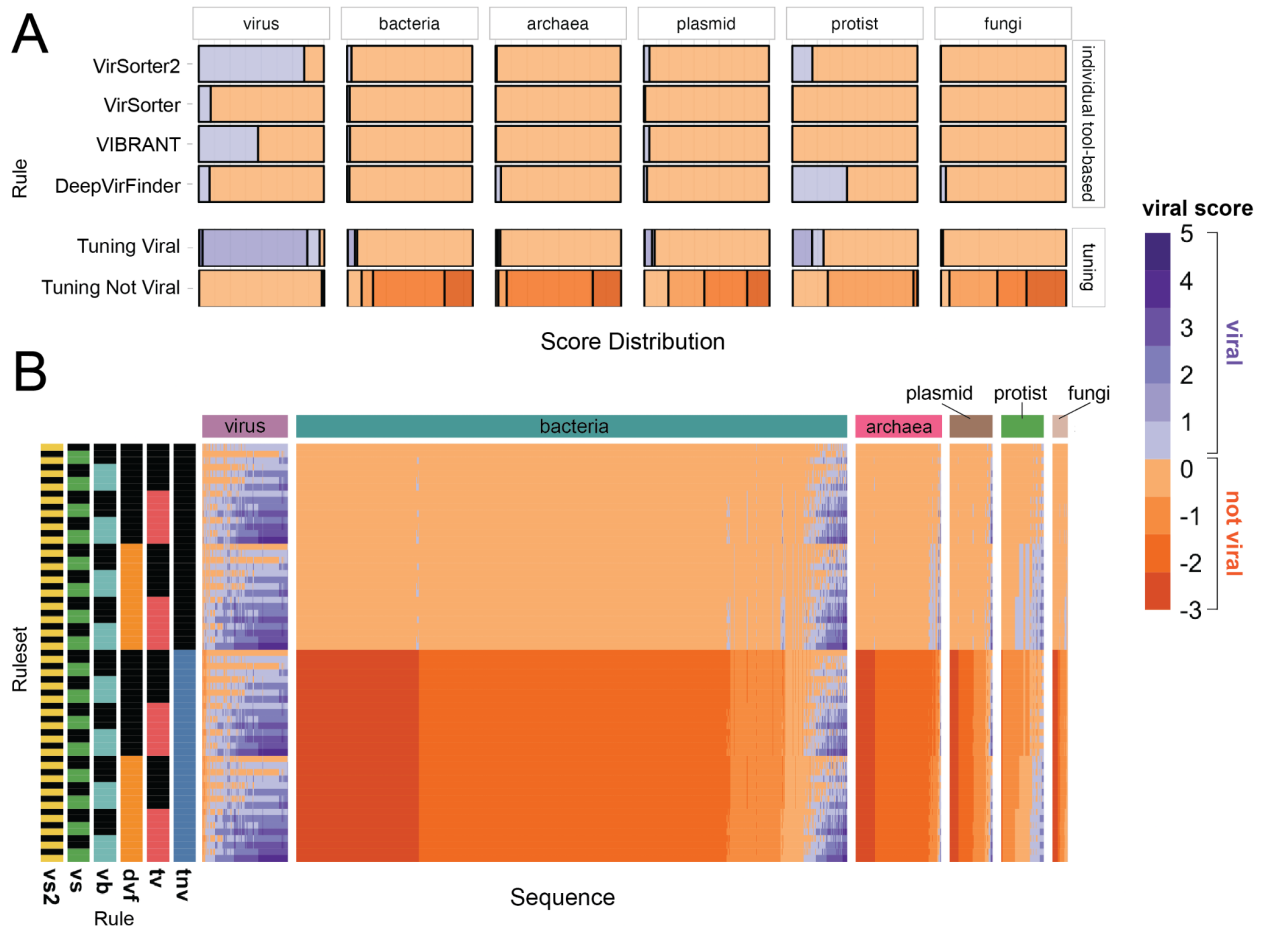 A
virus bacteria archaea plasmid protist fungi
VirSorter2
VirSorter
VIBRANT
DeepVirFinder
Tuning Viral
Tuning Not Viral
Rule
individual tool-based
tuning
Score Distribution
viral score
5
4
3
2
1
0
-1
-2
-3
viral
not viral
B
plasmid protist fungi
virus bacteria archaea
Ruleset
vs2 vs vb dvf tv tnv
Rule
Sequence